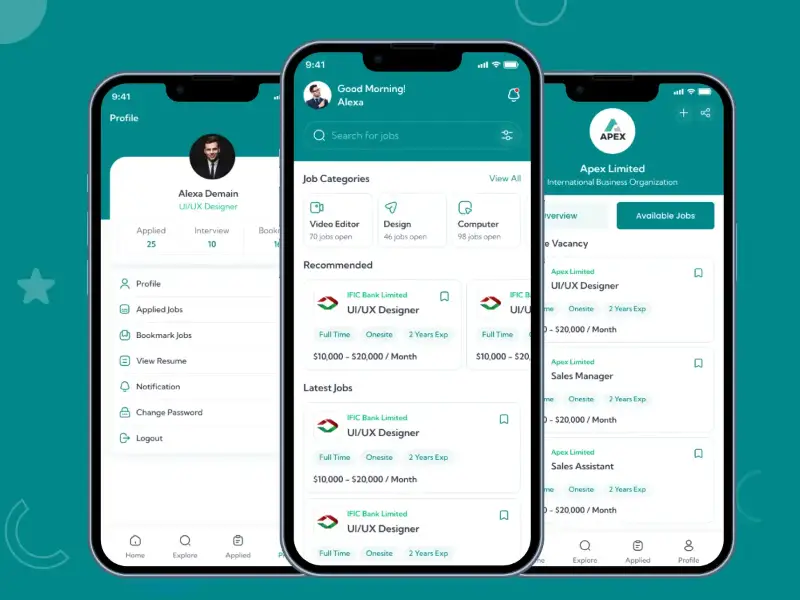 9:41
Profile
Alexa Demain
UI/UX Designer
Applied
Interview
25
10
Profile
Applied Jobs
Bookmark Jobs
View Resume
Notification
Change Password
Logout
Home
Explore
Applied
9:41
Good Morning!
Alexa
Search for jobs
Job Categories
View All
Video Editor
70 jobs open
Design
46 jobs open
Computer
98 jobs open
Recommended
IFIC Bank Limited
UI/UX Designer
Full Time
Onesite
2 Years Exp
$10,000 - $20,000 / Month
IFIC B
UI/U
Full Time
Onesite
$10,000 - $20,
Latest Jobs
IFIC Bank Limited
UI/UX Designer
Full Time
Onesite
2 Years Exp
$10,000 - $20,000 / Month
IFIC Bank Limited
UI/UX Designer
Full Time
Onesite
2 Years Exp
APEX
Apex Limited
International Business Organization
verview
Available Jobs
e Vacancy
Apex Limited
UI/UX Designer
me
Onesite
2 Years Exp
0 - $20,000 / Month
Apex Limited
Sales Manager
me
Onesite
2 Years Exp
0 - $20,000 / Month
Apex Limited
Sales Assistant
me
Onesite
2 Years Exp
0 - $20,000 / Month
me
Explore
Applied
Profile